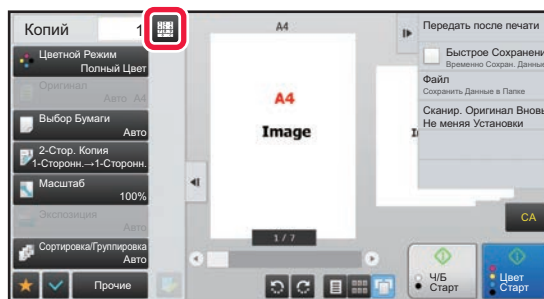 Копий 1
Цветной Режим
Полный Цвет
Оригинал
Авто A4
Выбор Бумаги
Авто
2-Стор. Копия
1-Сторонн.→1-Сторонн.
Масштаб
100%
Экспозиция
Авто
Сортировка/Группировка
Авто
Прочие
A4
A4
Image
1 / 7
Передать после печати
Быстрое Сохранени
Временно Сохран. Данные
Файл
Сохранить Данные в Папке
Сканир. Оригинал Вновь
Не меняя Установки
CA
Ч/Б
Старт
Цвет
Старт